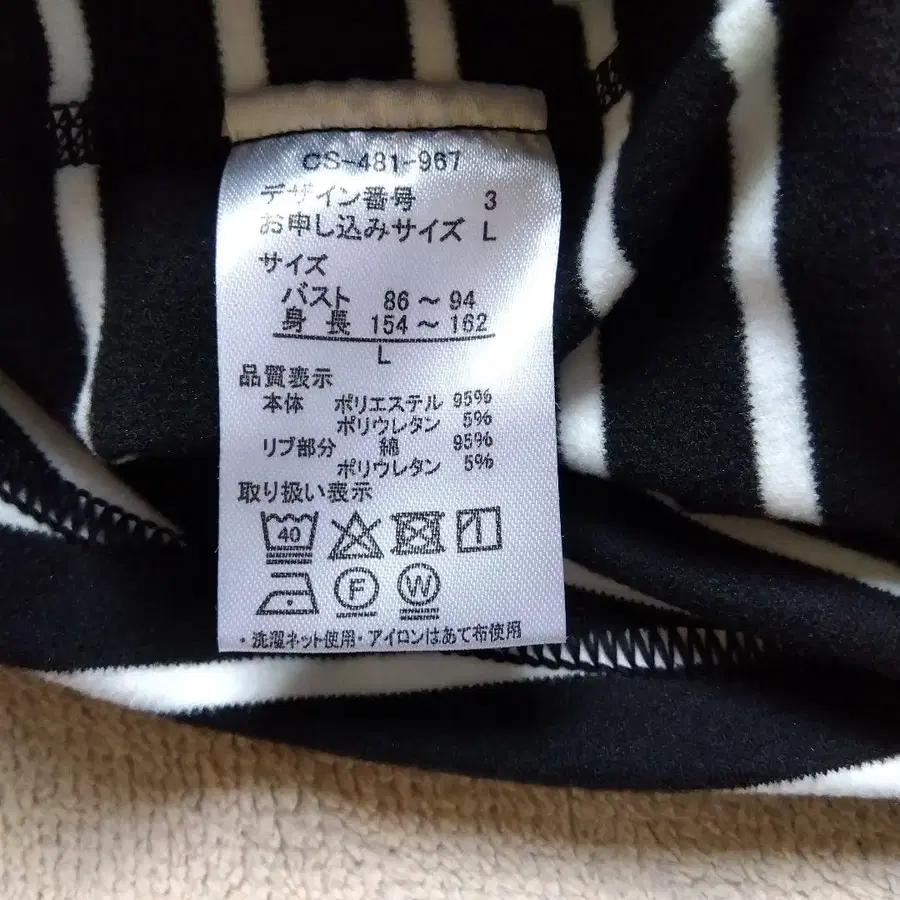 CS-481-967
デザイン番号 3
お申し込みサイズ L
サイズ
バスト 86～94
身長 154～162
L
品質表示
本体 ポリエステル 95%
ポリウレタン 5%
リブ部分 綿 95%
ポリウレタン 5%
取り扱い表示
40
F W
・洗濯ネット使用・アイロンはあて布使用